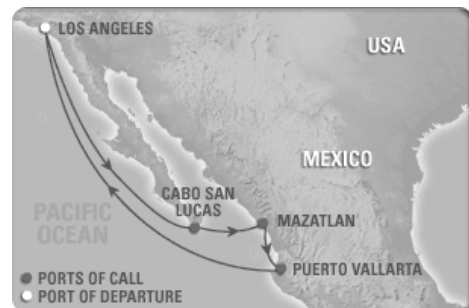 LOS ANGELES
USA
MEXICO
CABO SAN
LUCAS
MAZATLAN
PACIFIC
OCEAN
PUERTO VALLARTA
PORTS OF CALL
PORT OF DEPARTURE